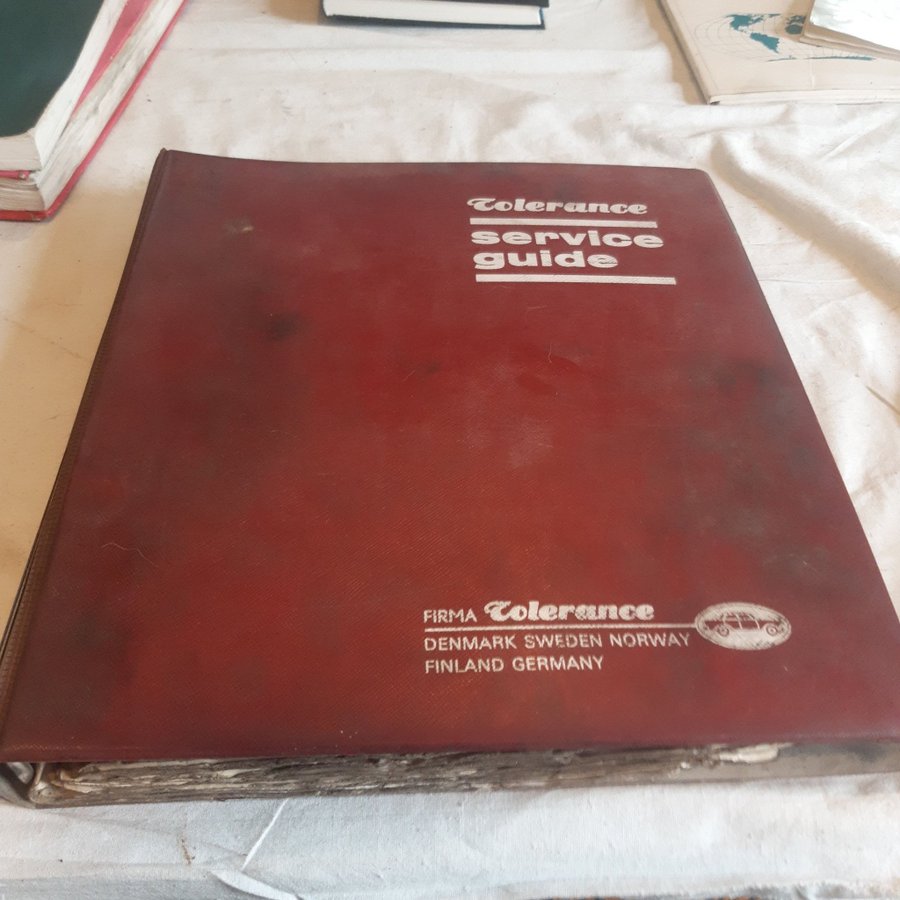 Tolerance
service
guide
FIRMA Tolerance
DENMARK SWEDEN NORWAY
FINLAND GERMANY